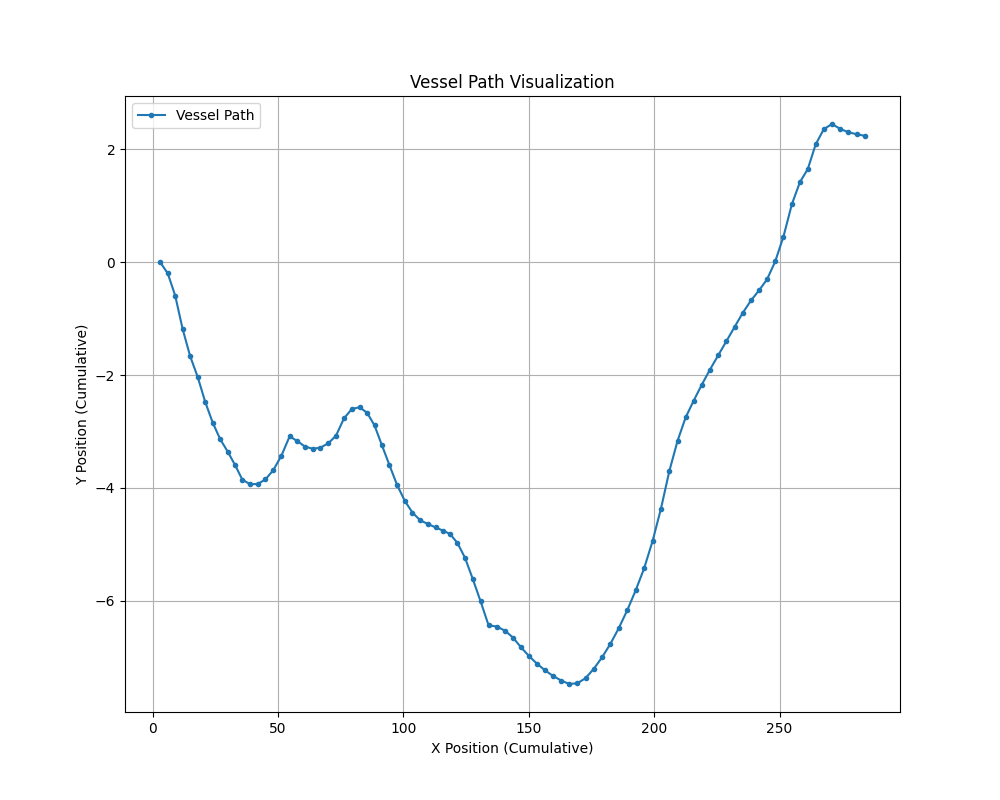 Vessel Path Visualization
Vessel Path
2
0
−2
−4
−6
Y Position (Cumulative)
0 50 100 150 200 250
X Position (Cumulative)